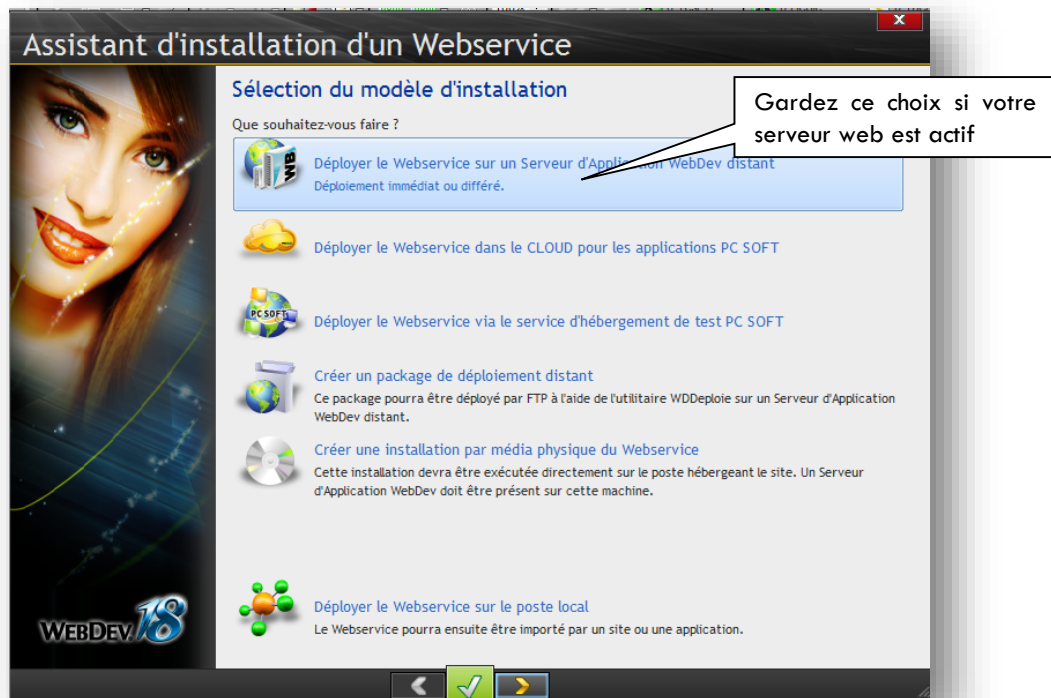 Assistant d'installation d'un Webservice
X
Sélection du modèle d'installation
Que souhaitez-vous faire ?
Gardez ce choix si votre
serveur web est actif
WB
Déployer le Webservice sur un Serveur d'Application WebDev distant
Déploiement immédiat ou différé.
Déployer le Webservice dans le CLOUD pour les applications PC SOFT
PC SOFT
Déployer le Webservice via le service d'hébergement de test PC SOFT
Créer un package de déploiement distant
Ce package pourra être déployé par FTP à l'aide de l'utilitaire WDDeploie sur un Serveur d'Application
WebDev distant.
Créer une installation par média physique du Webservice
Cette installation devra être exécutée directement sur le poste hébergeant le site. Un Serveur
d'Application WebDev doit être présent sur cette machine.
Déployer le Webservice sur le poste local
Le Webservice pourra ensuite être importé par un site ou une application.
WEBDEV 18